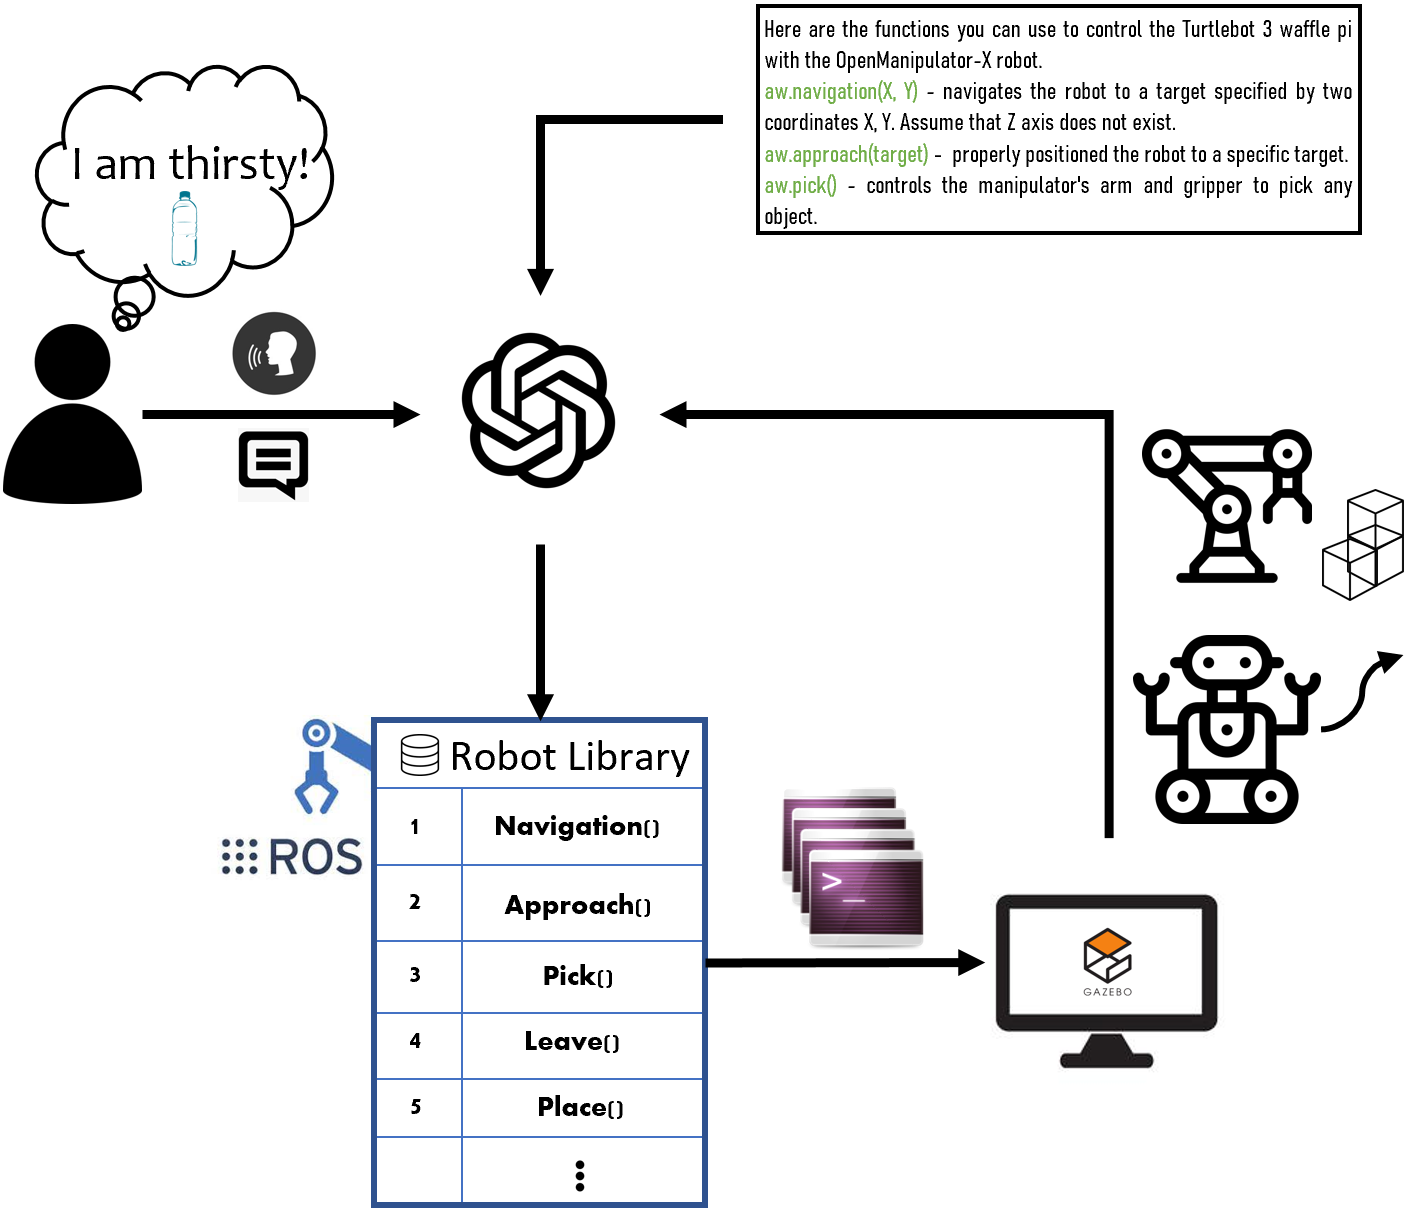 Here are the functions you can use to control the Turtlebot 3 waffle pi
with the OpenManipulator-X robot.
aw.navigation(X, Y) - navigates the robot to a target specified by two
coordinates X, Y. Assume that Z axis does not exist.
aw.approach(target) - properly positioned the robot to a specific target.
aw.pick() - controls the manipulator's arm and gripper to pick any
object.
I am thirsty!
Robot Library
1 Navigation()
2 Approach()
3 Pick()
4 Leave()
5 Place()
ROS
>_
GAZEBO